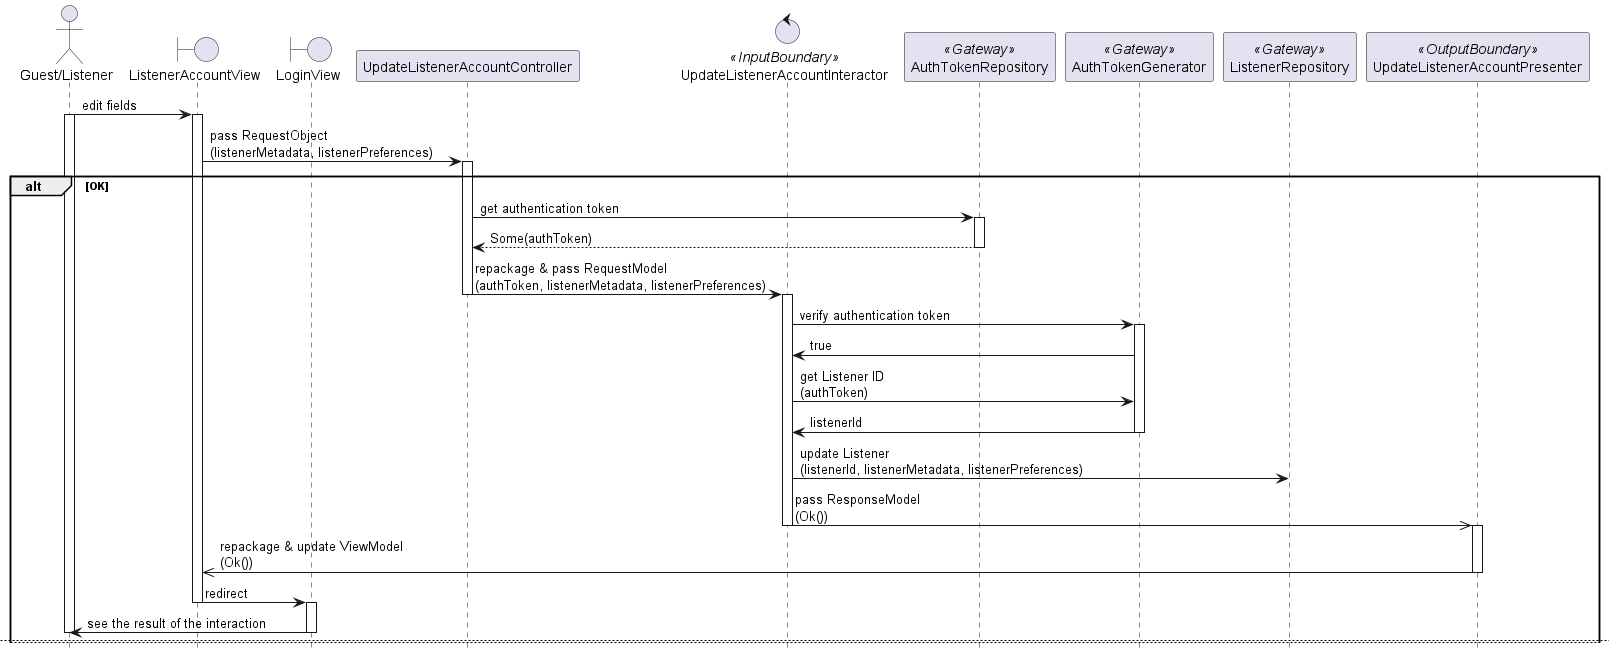 Guest/Listener
ListenerAccountView
LoginView
UpdateListenerAccountController
«InputBoundary»
UpdateListenerAccountInteractor
«Gateway»
AuthTokenRepository
«Gateway»
AuthTokenGenerator
«Gateway»
ListenerRepository
«OutputBoundary»
UpdateListenerAccountPresenter
edit fields
pass RequestObject
(listenerMetadata, listenerPreferences)
alt
[OK]
get authentication token
Some(authToken)
repackage & pass RequestModel
(authToken, listenerMetadata, listenerPreferences)
verify authentication token
true
get Listener ID
(authToken)
listenerId
update Listener
(listenerId, listenerMetadata, listenerPreferences)
pass ResponseModel
(Ok())
repackage & update ViewModel
(Ok())
redirect
see the result of the interaction